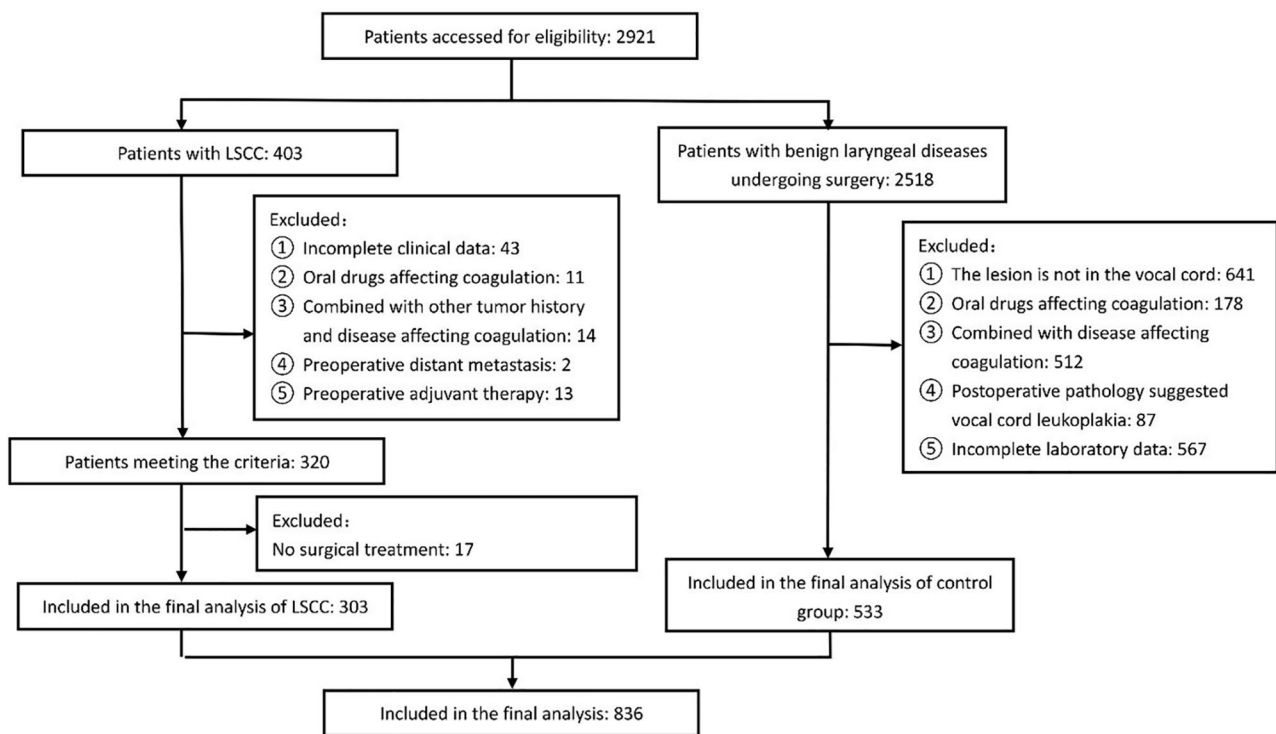 Patients accessed for eligibility: 2921
Patients with LSCC: 403
Patients with benign laryngeal diseases
undergoing surgery: 2518
Excluded：
① Incomplete clinical data: 43
② Oral drugs affecting coagulation: 11
③ Combined with other tumor history
and disease affecting coagulation: 14
④ Preoperative distant metastasis: 2
⑤ Preoperative adjuvant therapy: 13
Excluded：
① The lesion is not in the vocal cord: 641
② Oral drugs affecting coagulation: 178
③ Combined with disease affecting
coagulation: 512
④ Postoperative pathology suggested
vocal cord leukoplakia: 87
⑤ Incomplete laboratory data: 567
Patients meeting the criteria: 320
Excluded：
No surgical treatment: 17
Included in the final analysis of LSCC: 303
Included in the final analysis of control
group: 533
Included in the final analysis: 836